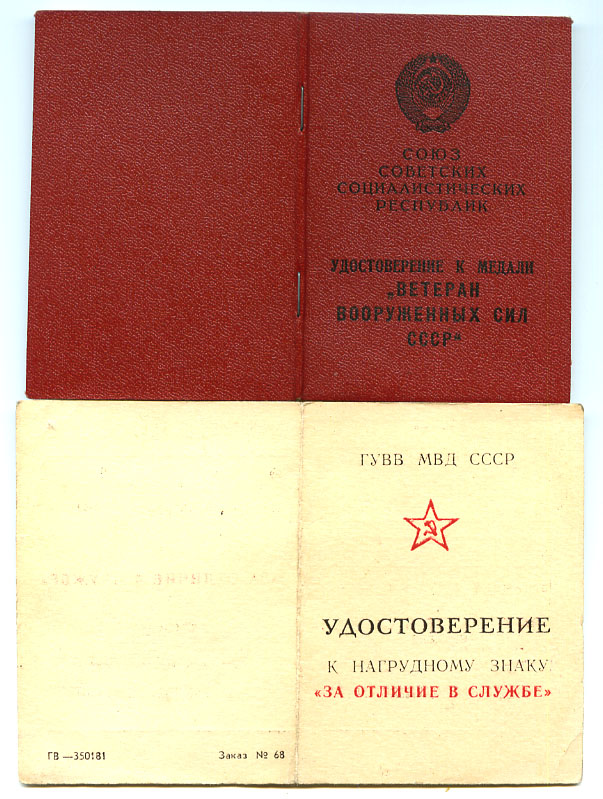 СОЮЗ
СОВЕТСКИХ
СОЦИАЛИСТИЧЕСКИХ
РЕСПУБЛИК
УДОСТОВЕРЕНИЕ К МЕДАЛИ
„ВЕТЕРАН
ВООРУЖЕННЫХ СИЛ
СССР“
ГУВВ МВД СССР
УДОСТОВЕРЕНИЕ
К НАГРУДНОМУ ЗНАКУ
«ЗА ОТЛИЧИЕ В СЛУЖБЕ»
ГВ —350181 Заказ № 68